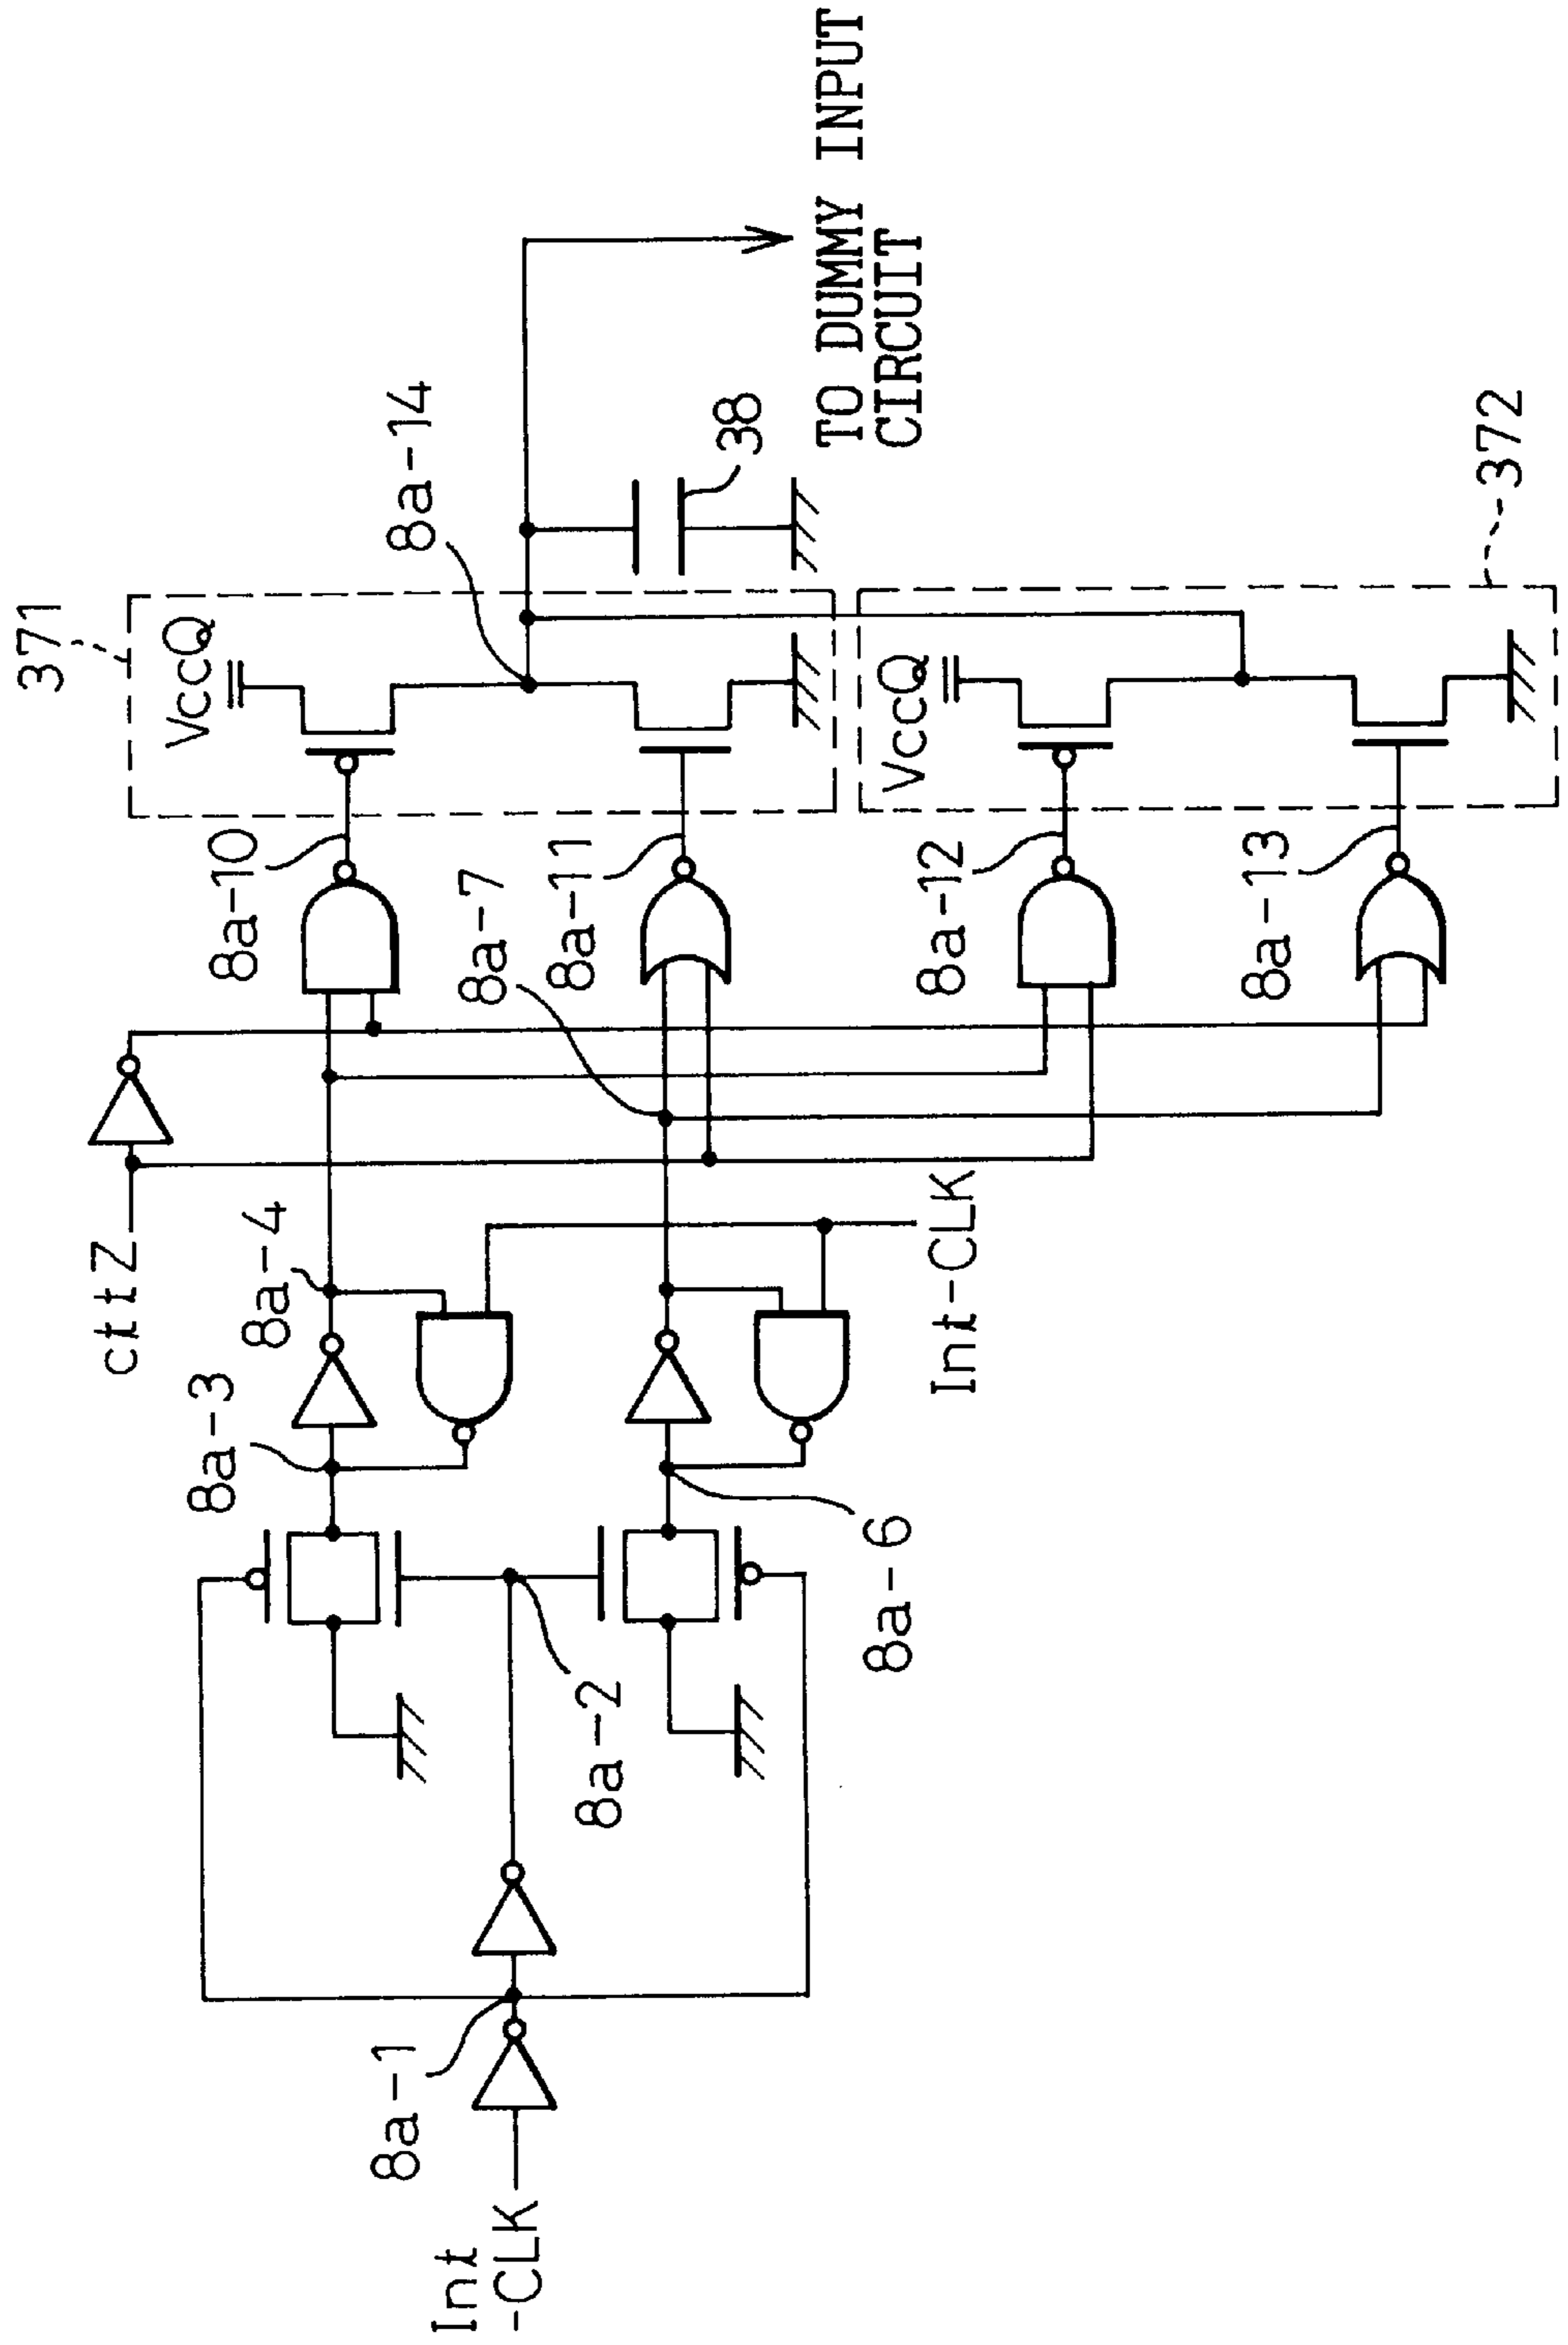 371
VccQ
8a-14
38
TO DUMMY INPUT
CIRCUIT
cttZ
8a-10
8a-7
8a-11
8a-3
8a-4
VccQ
372
8a-12
8a-13
Int-CLK
8a-1
8a-2
8a-6
Int
-CLK